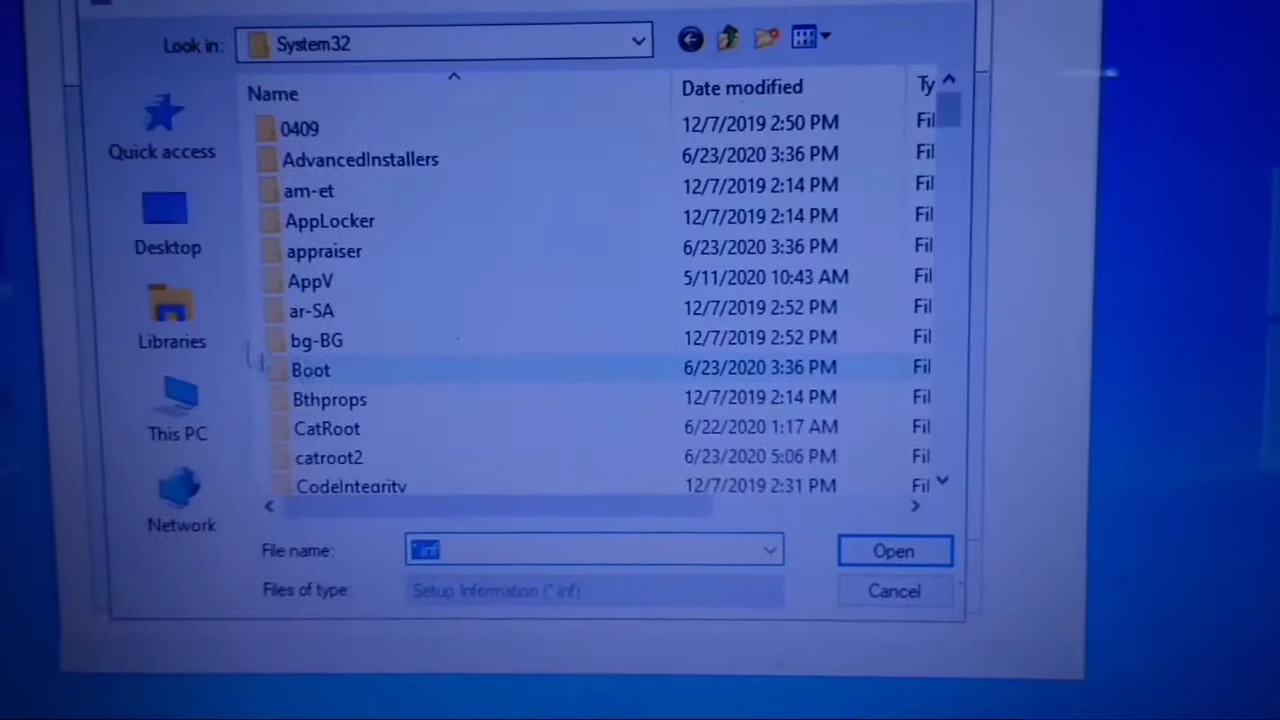 Look in: System32
Name Date modified Ty
0409 12/7/2019 2:50 PM Fil
AdvancedInstallers 6/23/2020 3:36 PM Fil
am-et 12/7/2019 2:14 PM Fil
AppLocker 12/7/2019 2:14 PM Fil
appraiser 6/23/2020 3:36 PM Fil
AppV 5/11/2020 10:43 AM Fil
ar-SA 12/7/2019 2:52 PM Fil
bg-BG 12/7/2019 2:52 PM Fil
Boot 6/23/2020 3:36 PM Fil
Bthprops 12/7/2019 2:14 PM Fil
CatRoot 6/22/2020 1:17 AM Fil
catroot2 6/23/2020 5:06 PM Fil
CodeIntegrity 12/7/2019 2:31 PM Fil
Quick access
Desktop
Libraries
This PC
Network
File name: *.inf Open
Files of type: Setup Information (*.inf) Cancel